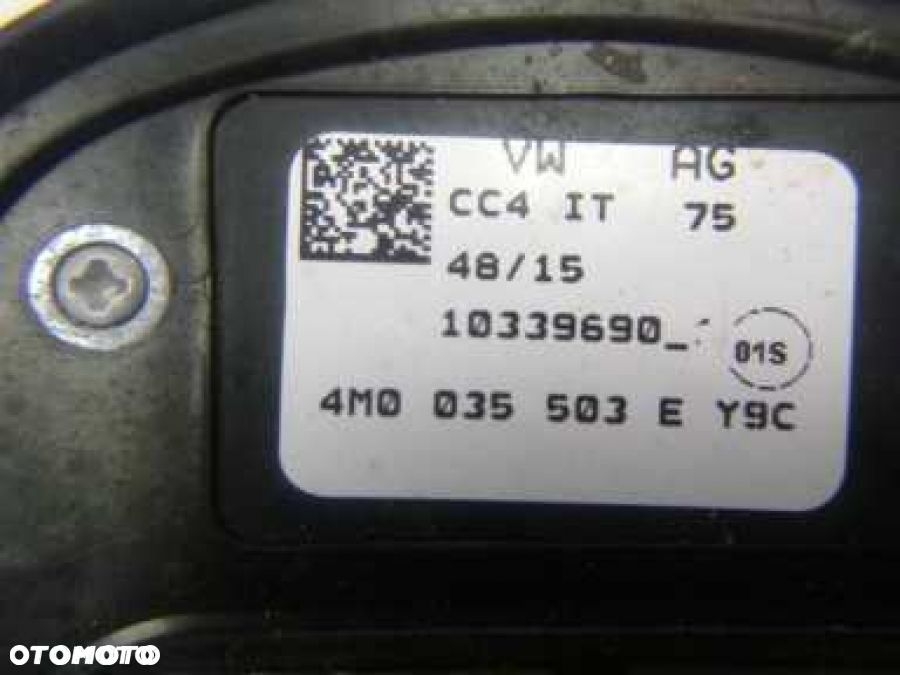 VW AG
CC4 IT 75
48/15
10339690_
01S
4M0 035 503 E Y9C
OTOMOTO